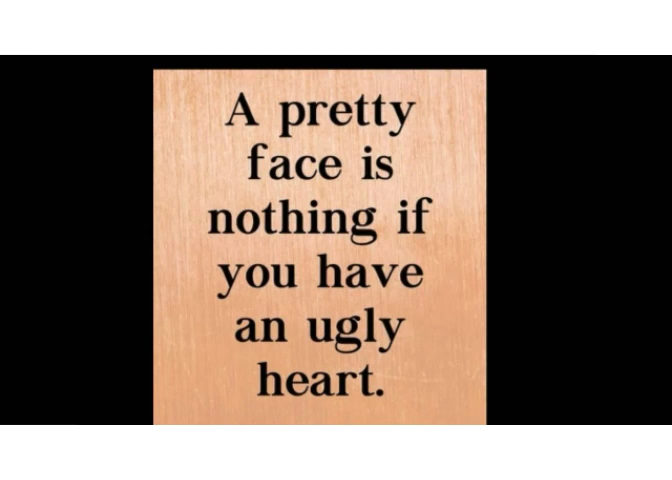 A pretty
face is
nothing if
you have
an ugly
heart.